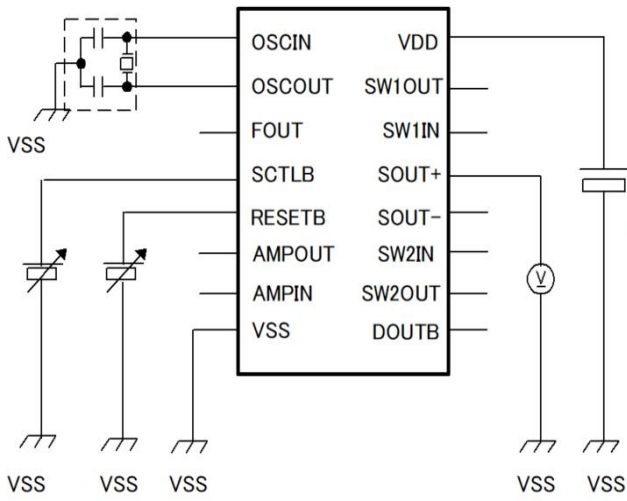 OSCIN VDD
OSCOUT SW1OUT
FOUT SW1IN
VSS
SCTLB SOUT+
RESETB SOUT-
AMPOUT SW2IN
V
AMPIN SW2OUT
VSS DOUTB
VSS VSS VSS VSS VSS